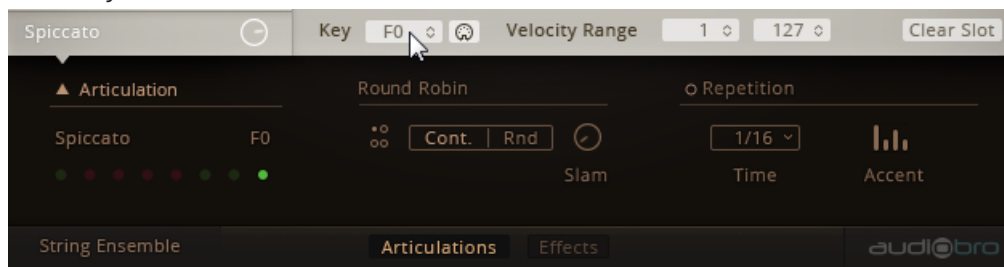 Spiccato Key F0 Velocity Range 1 127 Clear Slot
Articulation Round Robin Repetition
Spiccato F0 Cont. | Rnd 1/16
Slam Time Accent
String Ensemble Articulations Effects audiobro